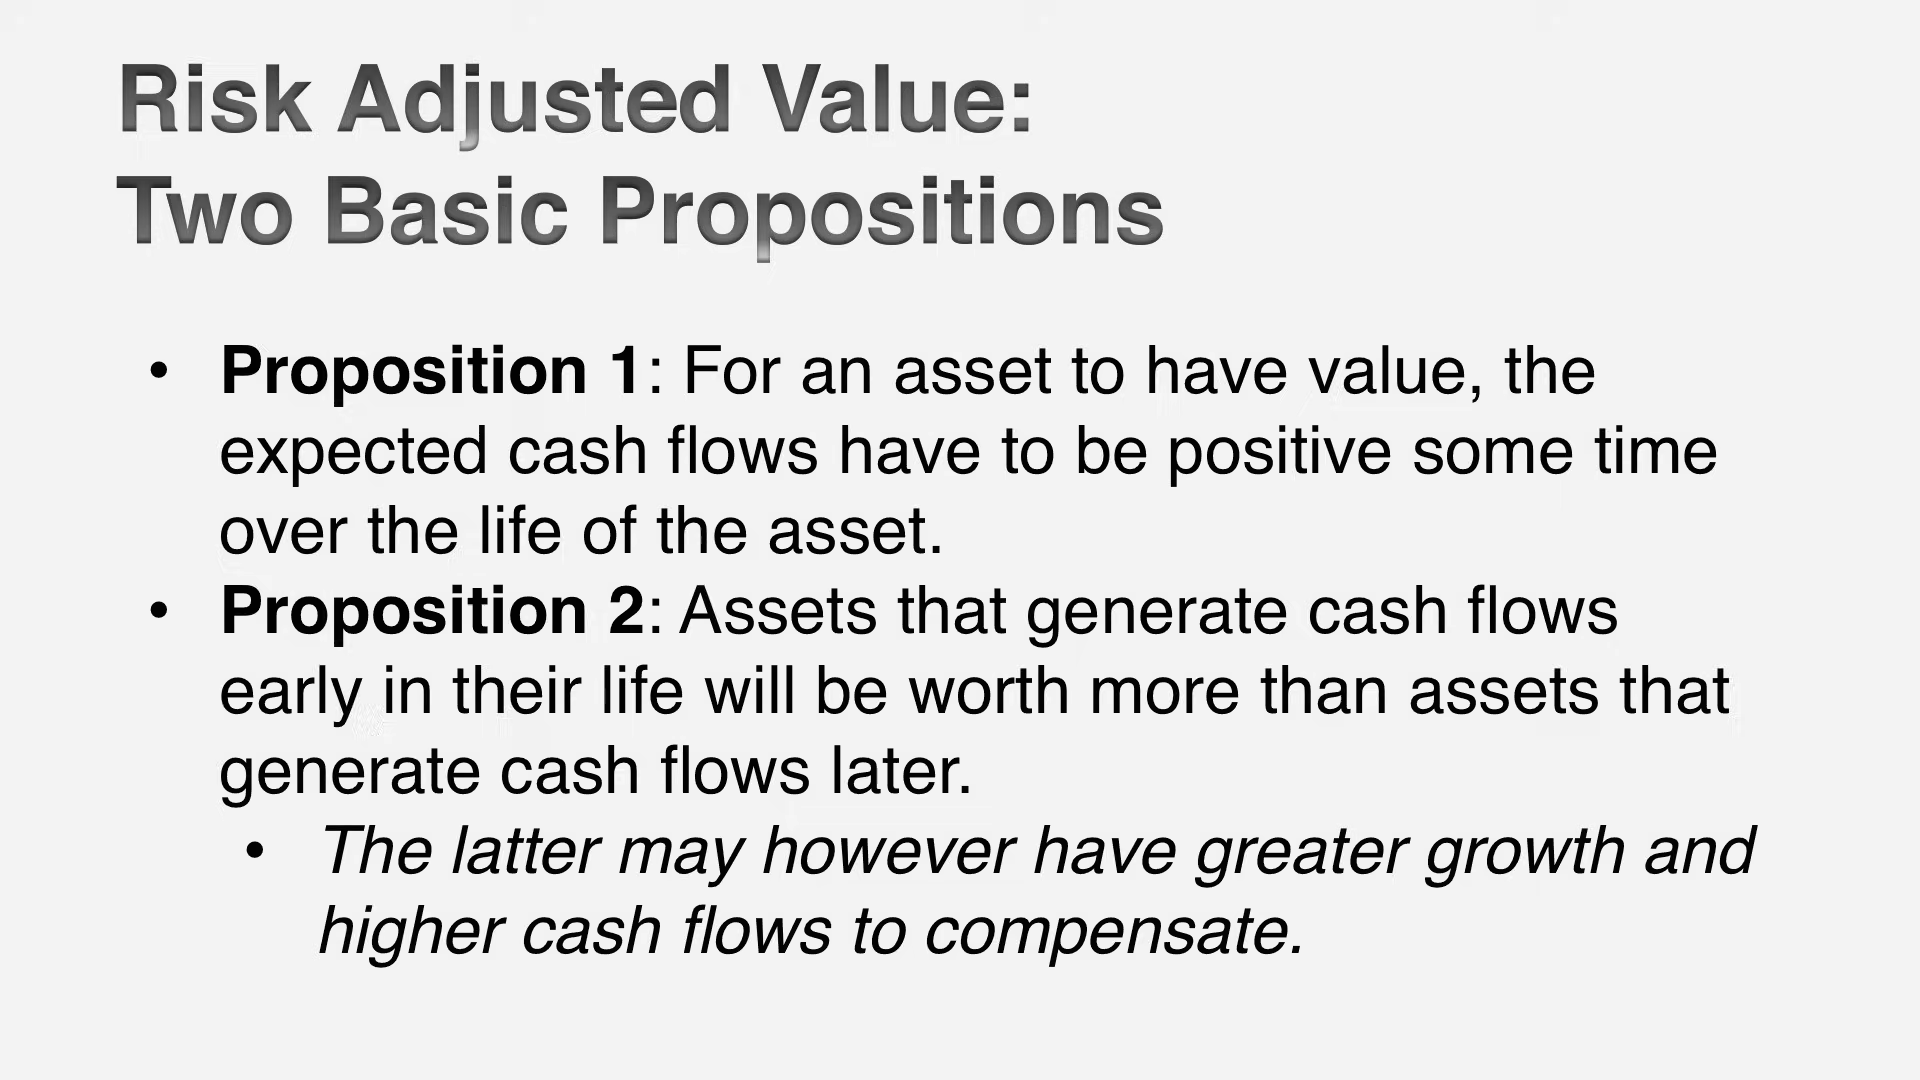 Risk Adjusted Value:
Two Basic Propositions
• Proposition 1: For an asset to have value, the
expected cash flows have to be positive some time
over the life of the asset.
• Proposition 2: Assets that generate cash flows
early in their life will be worth more than assets that
generate cash flows later.
• The latter may however have greater growth and
higher cash flows to compensate.